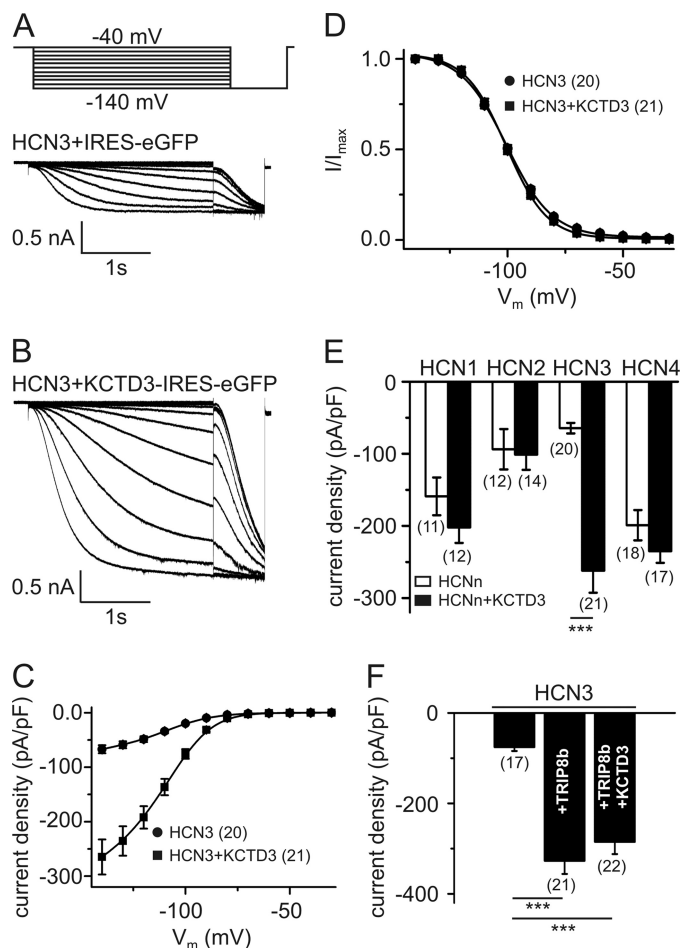 A
-40 mV
-140 mV
HCN3+IRES-eGFP
0.5 nA
1s
B
HCN3+KCTD3-IRES-eGFP
0.5 nA
1s
C
current density (pA/pF)
0.0
-100
-200
-300
HCN3 (20)
HCN3+KCTD3 (21)
-100
-50
Vm (mV)
D
I/Imax
1.0
0.5
0.0
HCN3 (20)
HCN3+KCTD3 (21)
-100
-50
Vm (mV)
E
HCN1 HCN2 HCN3 HCN4
current density (pA/pF)
0
-100
-200
-300
(11)
(12)
(12)
(14)
(20)
(21)
(18)
(17)
HCNn
HCNn+KCTD3
***
F
HCN3
current density (pA/pF)
0
-200
-400
(17)
+TRIP8b
(21)
+TRIP8b
+KCTD3
(22)
***
***